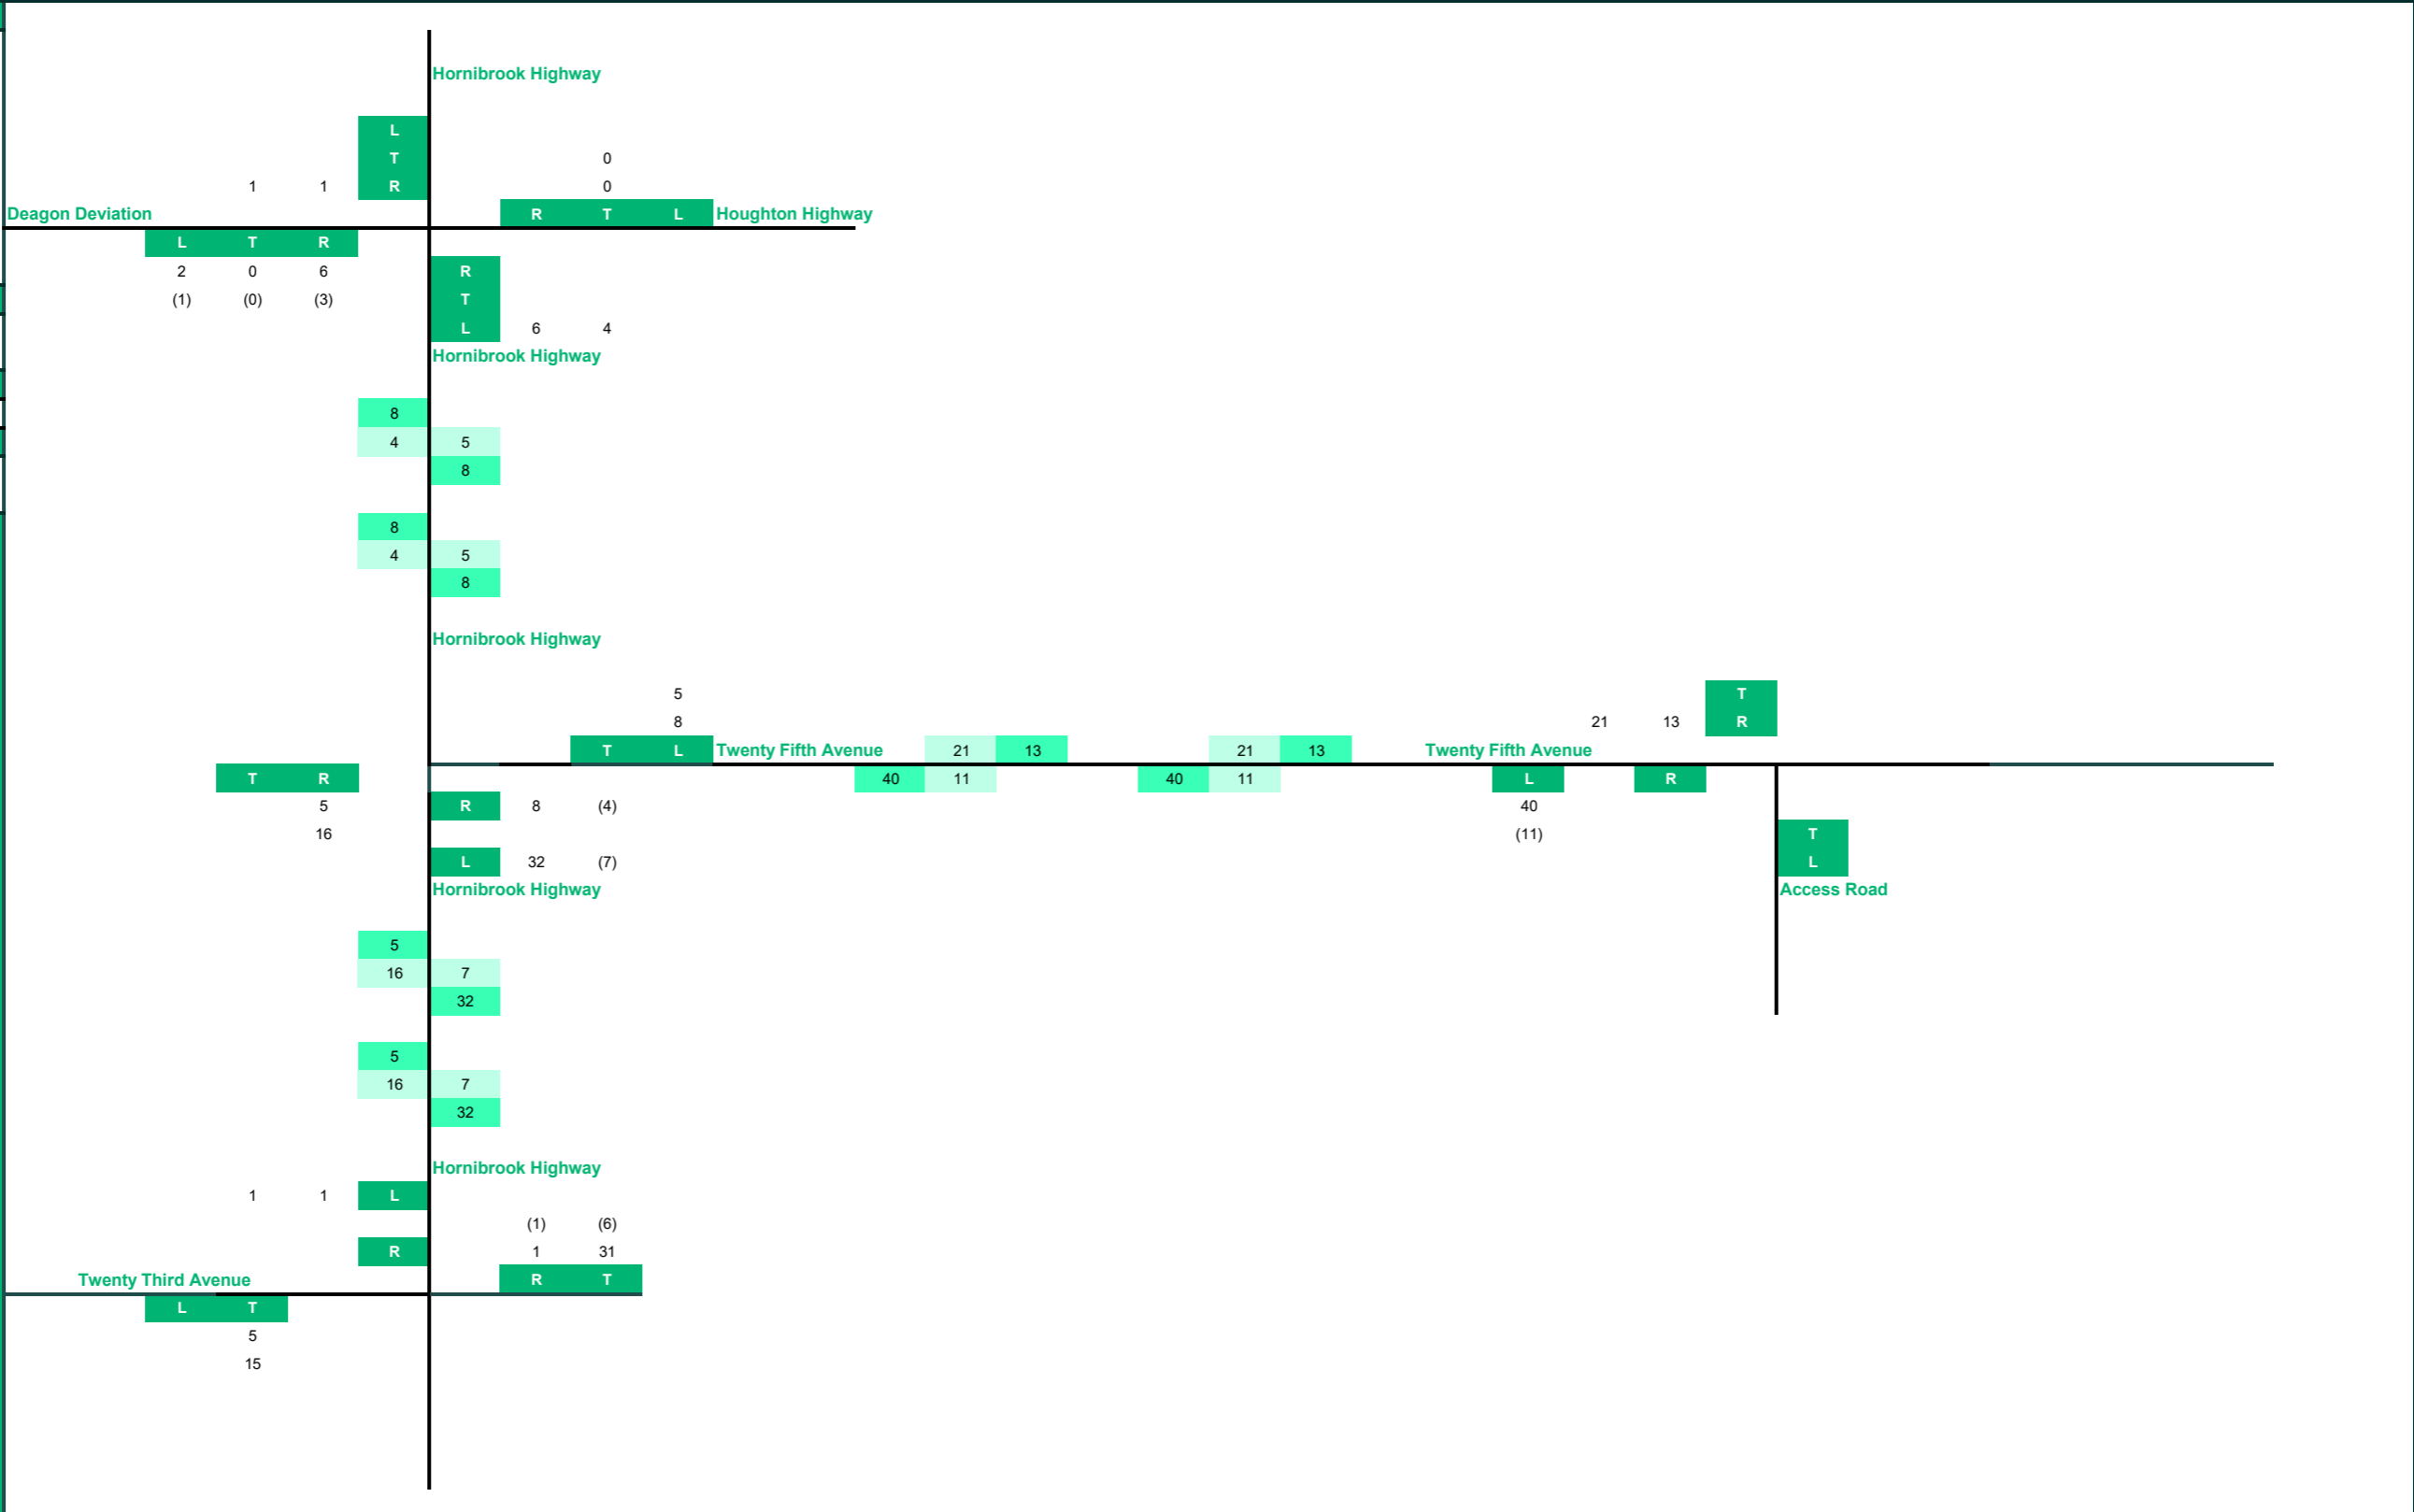 Hornibrook Highway
L
T 0
1 1 R 0
Deagon Deviation R T L Houghton Highway
L T R
2 0 6 R
(1) (0) (3) T
L 6 4
Hornibrook Highway
8
4 5
8
8
4 5
8
Hornibrook Highway
5 T
8 21 13 R
T L Twenty Fifth Avenue 21 13 21 13 Twenty Fifth Avenue
T R 40 11 40 11 L R
5 R 8 (4) 40
16 (11) T
L 32 (7) L
Hornibrook Highway Access Road
5
16 7
32
5
16 7
32
Hornibrook Highway
1 1 L
(1) (6)
R 1 31
Twenty Third Avenue R T
L T
5
15